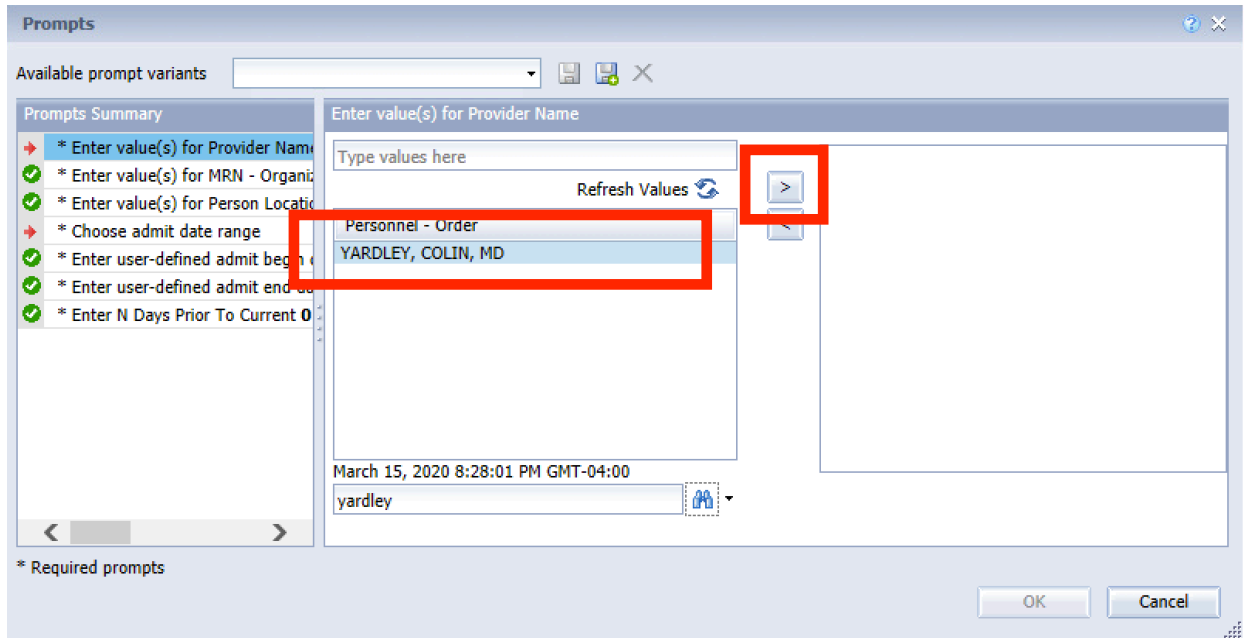 Prompts
Available prompt variants
Prompts Summary
* Enter value(s) for Provider Name
* Enter value(s) for MRN - Organiz
* Enter value(s) for Person Locatio
* Choose admit date range
* Enter user-defined admit begin
* Enter user-defined admit end
* Enter N Days Prior To Current 0
Enter value(s) for Provider Name
Type values here
Refresh Values
>
<
Personnel - Order
YARDLEY, COLIN, MD
March 15, 2020 8:28:01 PM GMT-04:00
yardley
* Required prompts
OK
Cancel